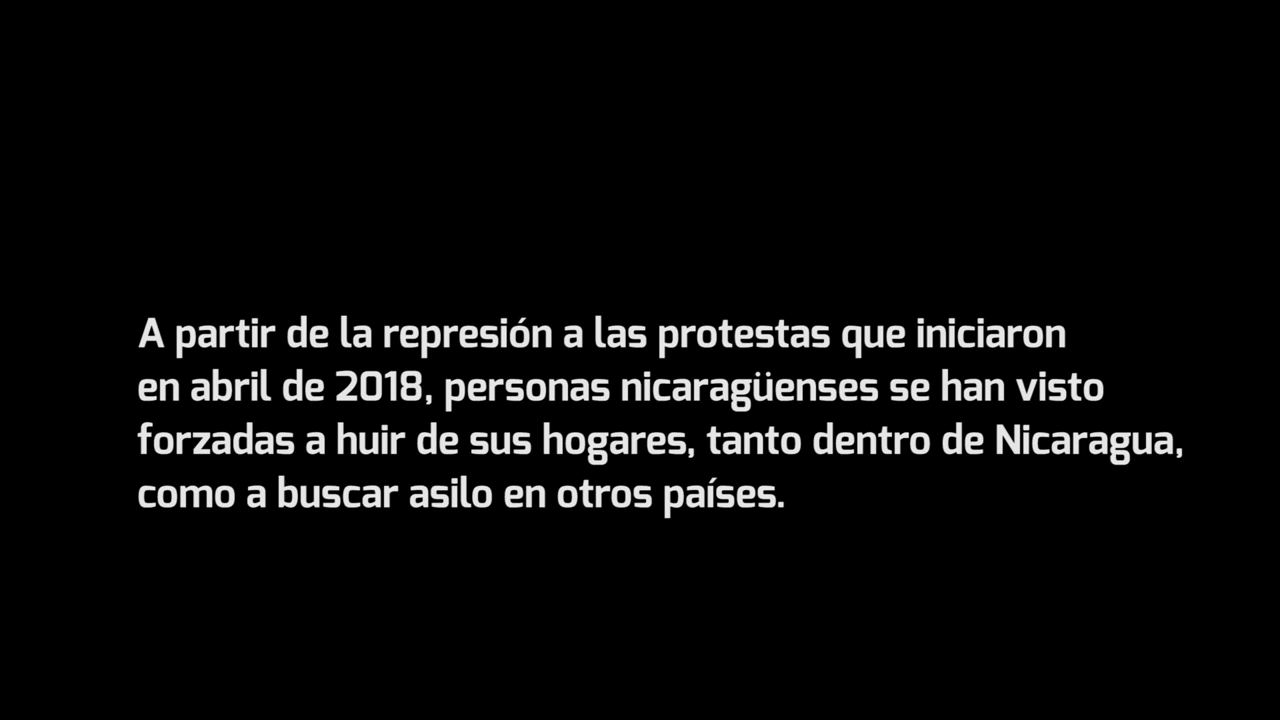 A partir de la represión a las protestas que iniciaron
en abril de 2018, personas nicaragüenses se han visto
forzadas a huir de sus hogares, tanto dentro de Nicaragua,
como a buscar asilo en otros países.